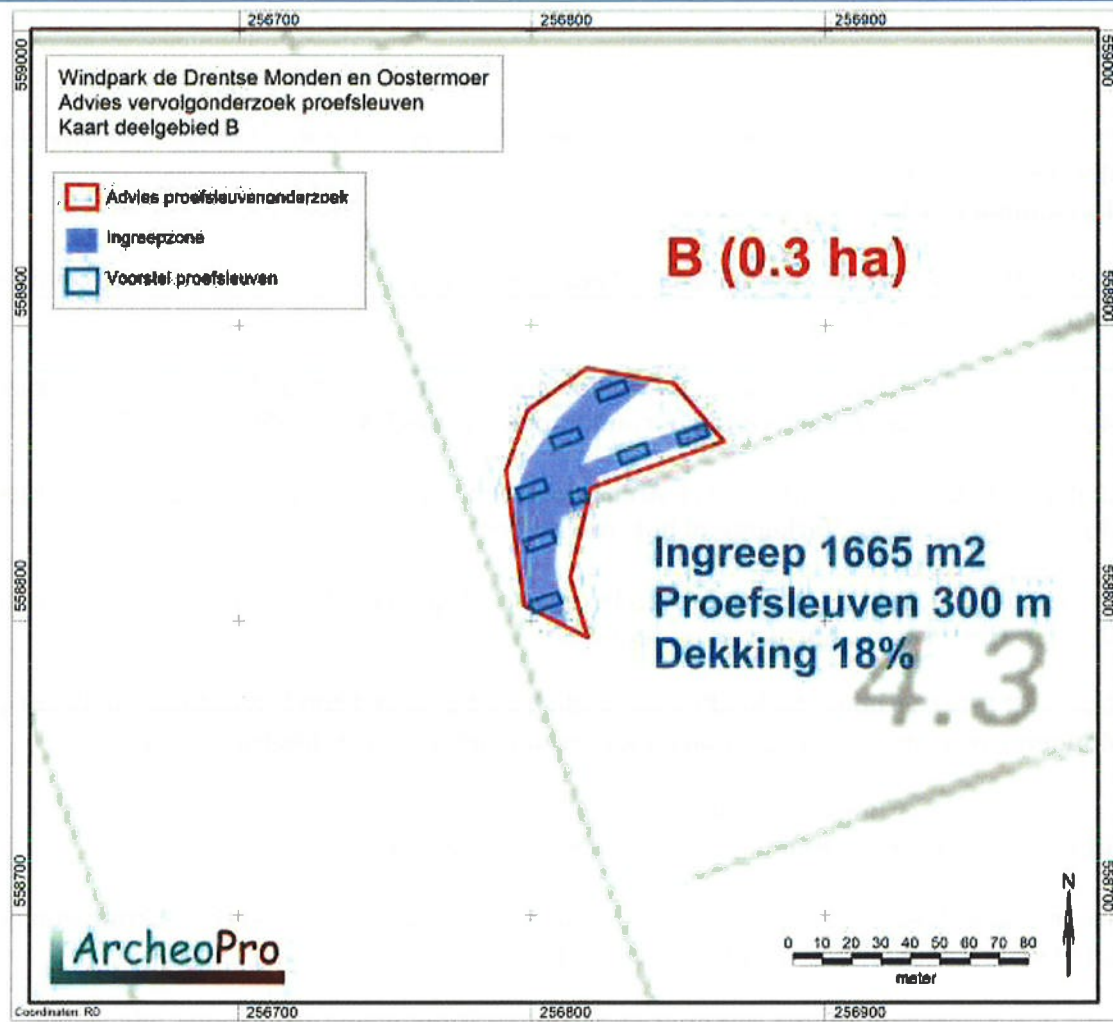 256700
256800
256900
559000
559000
Windpark de Drentse Monden en Oostermoer
Advies vervolgonderzoek proefsleuven
Kaart deelgebied B
Advies proefsleuvenonderzoek
Ingreepzone
Voorstel proefsleuven
B (0.3 ha)
558900
558900
Ingreep 1665 m2
Proefsleuven 300 m
Dekking 18%
4.3
558800
558800
558700
558700
N
ArcheoPro
0 10 20 30 40 50 60 70 80
meter
Coordinaten: RD
256700
256800
256900